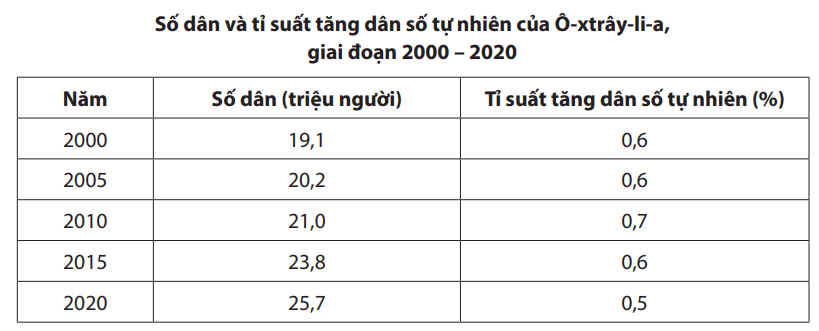 Số dân và tỉ suất tăng dân số tự nhiên của Ô-xtrây-li-a,
giai đoạn 2000 – 2020
Năm Số dân (triệu người) Tỉ suất tăng dân số tự nhiên (%)
2000 19,1 0,6
2005 20,2 0,6
2010 21,0 0,7
2015 23,8 0,6
2020 25,7 0,5